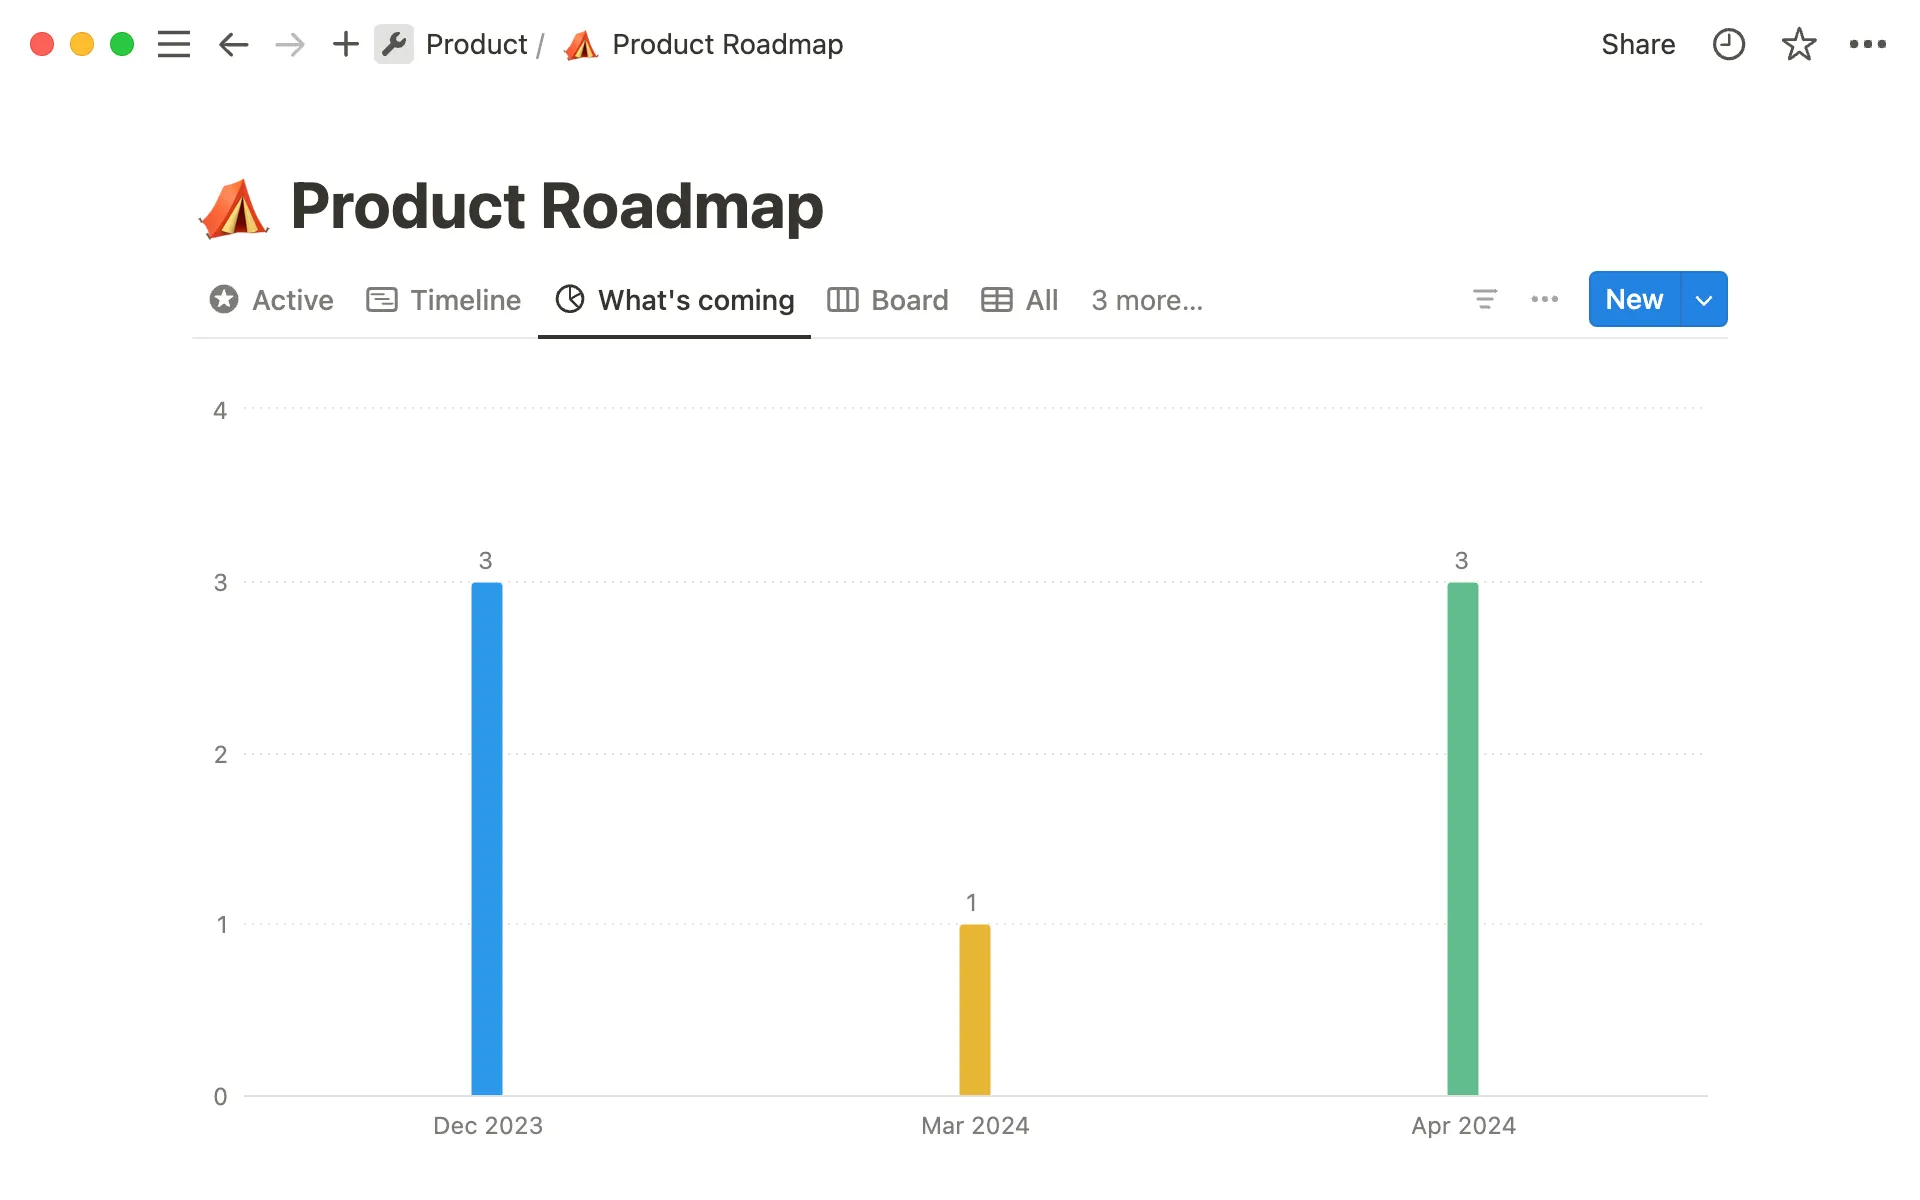 Product / Product Roadmap
Share
Product Roadmap
Active Timeline What's coming Board All 3 more...
New
4
3
2
1
0
3
1
3
Dec 2023 Mar 2024 Apr 2024